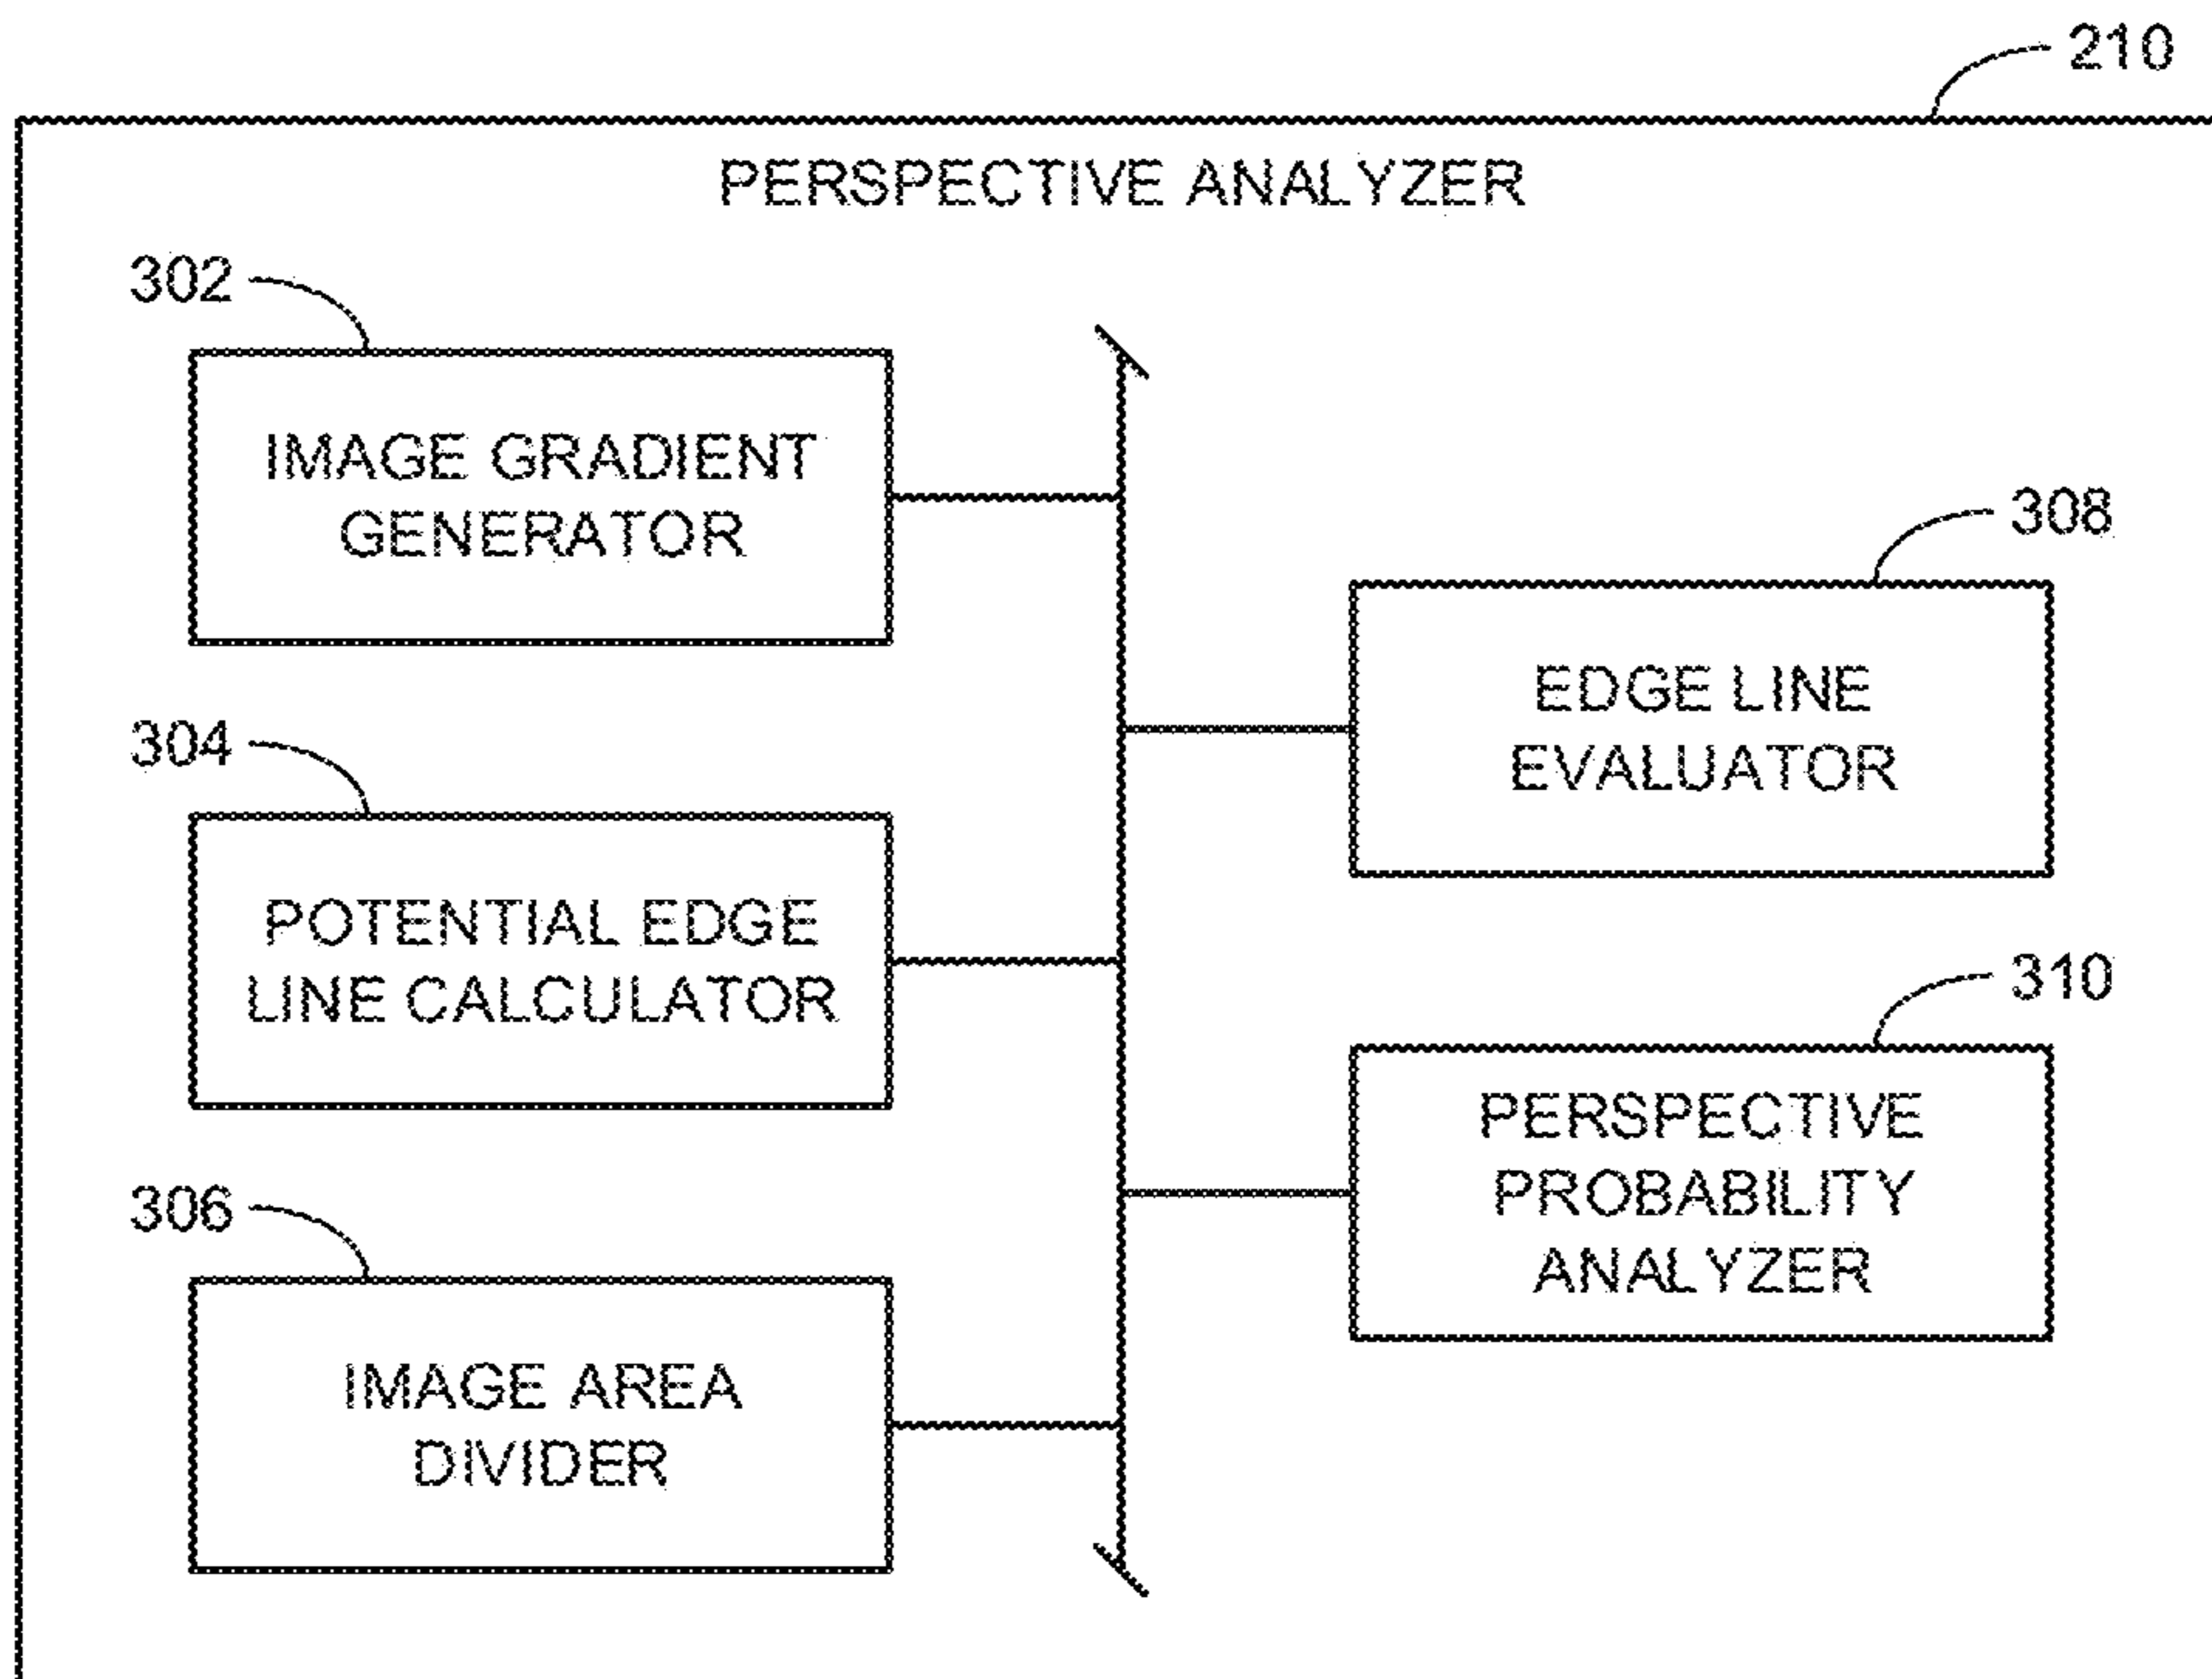 210
PERSPECTIVE ANALYZER
302
IMAGE GRADIENT
GENERATOR
304
POTENTIAL EDGE
LINE CALCULATOR
306
IMAGE AREA
DIVIDER
308
EDGE LINE
EVALUATOR
310
PERSPECTIVE
PROBABILITY
ANALYZER